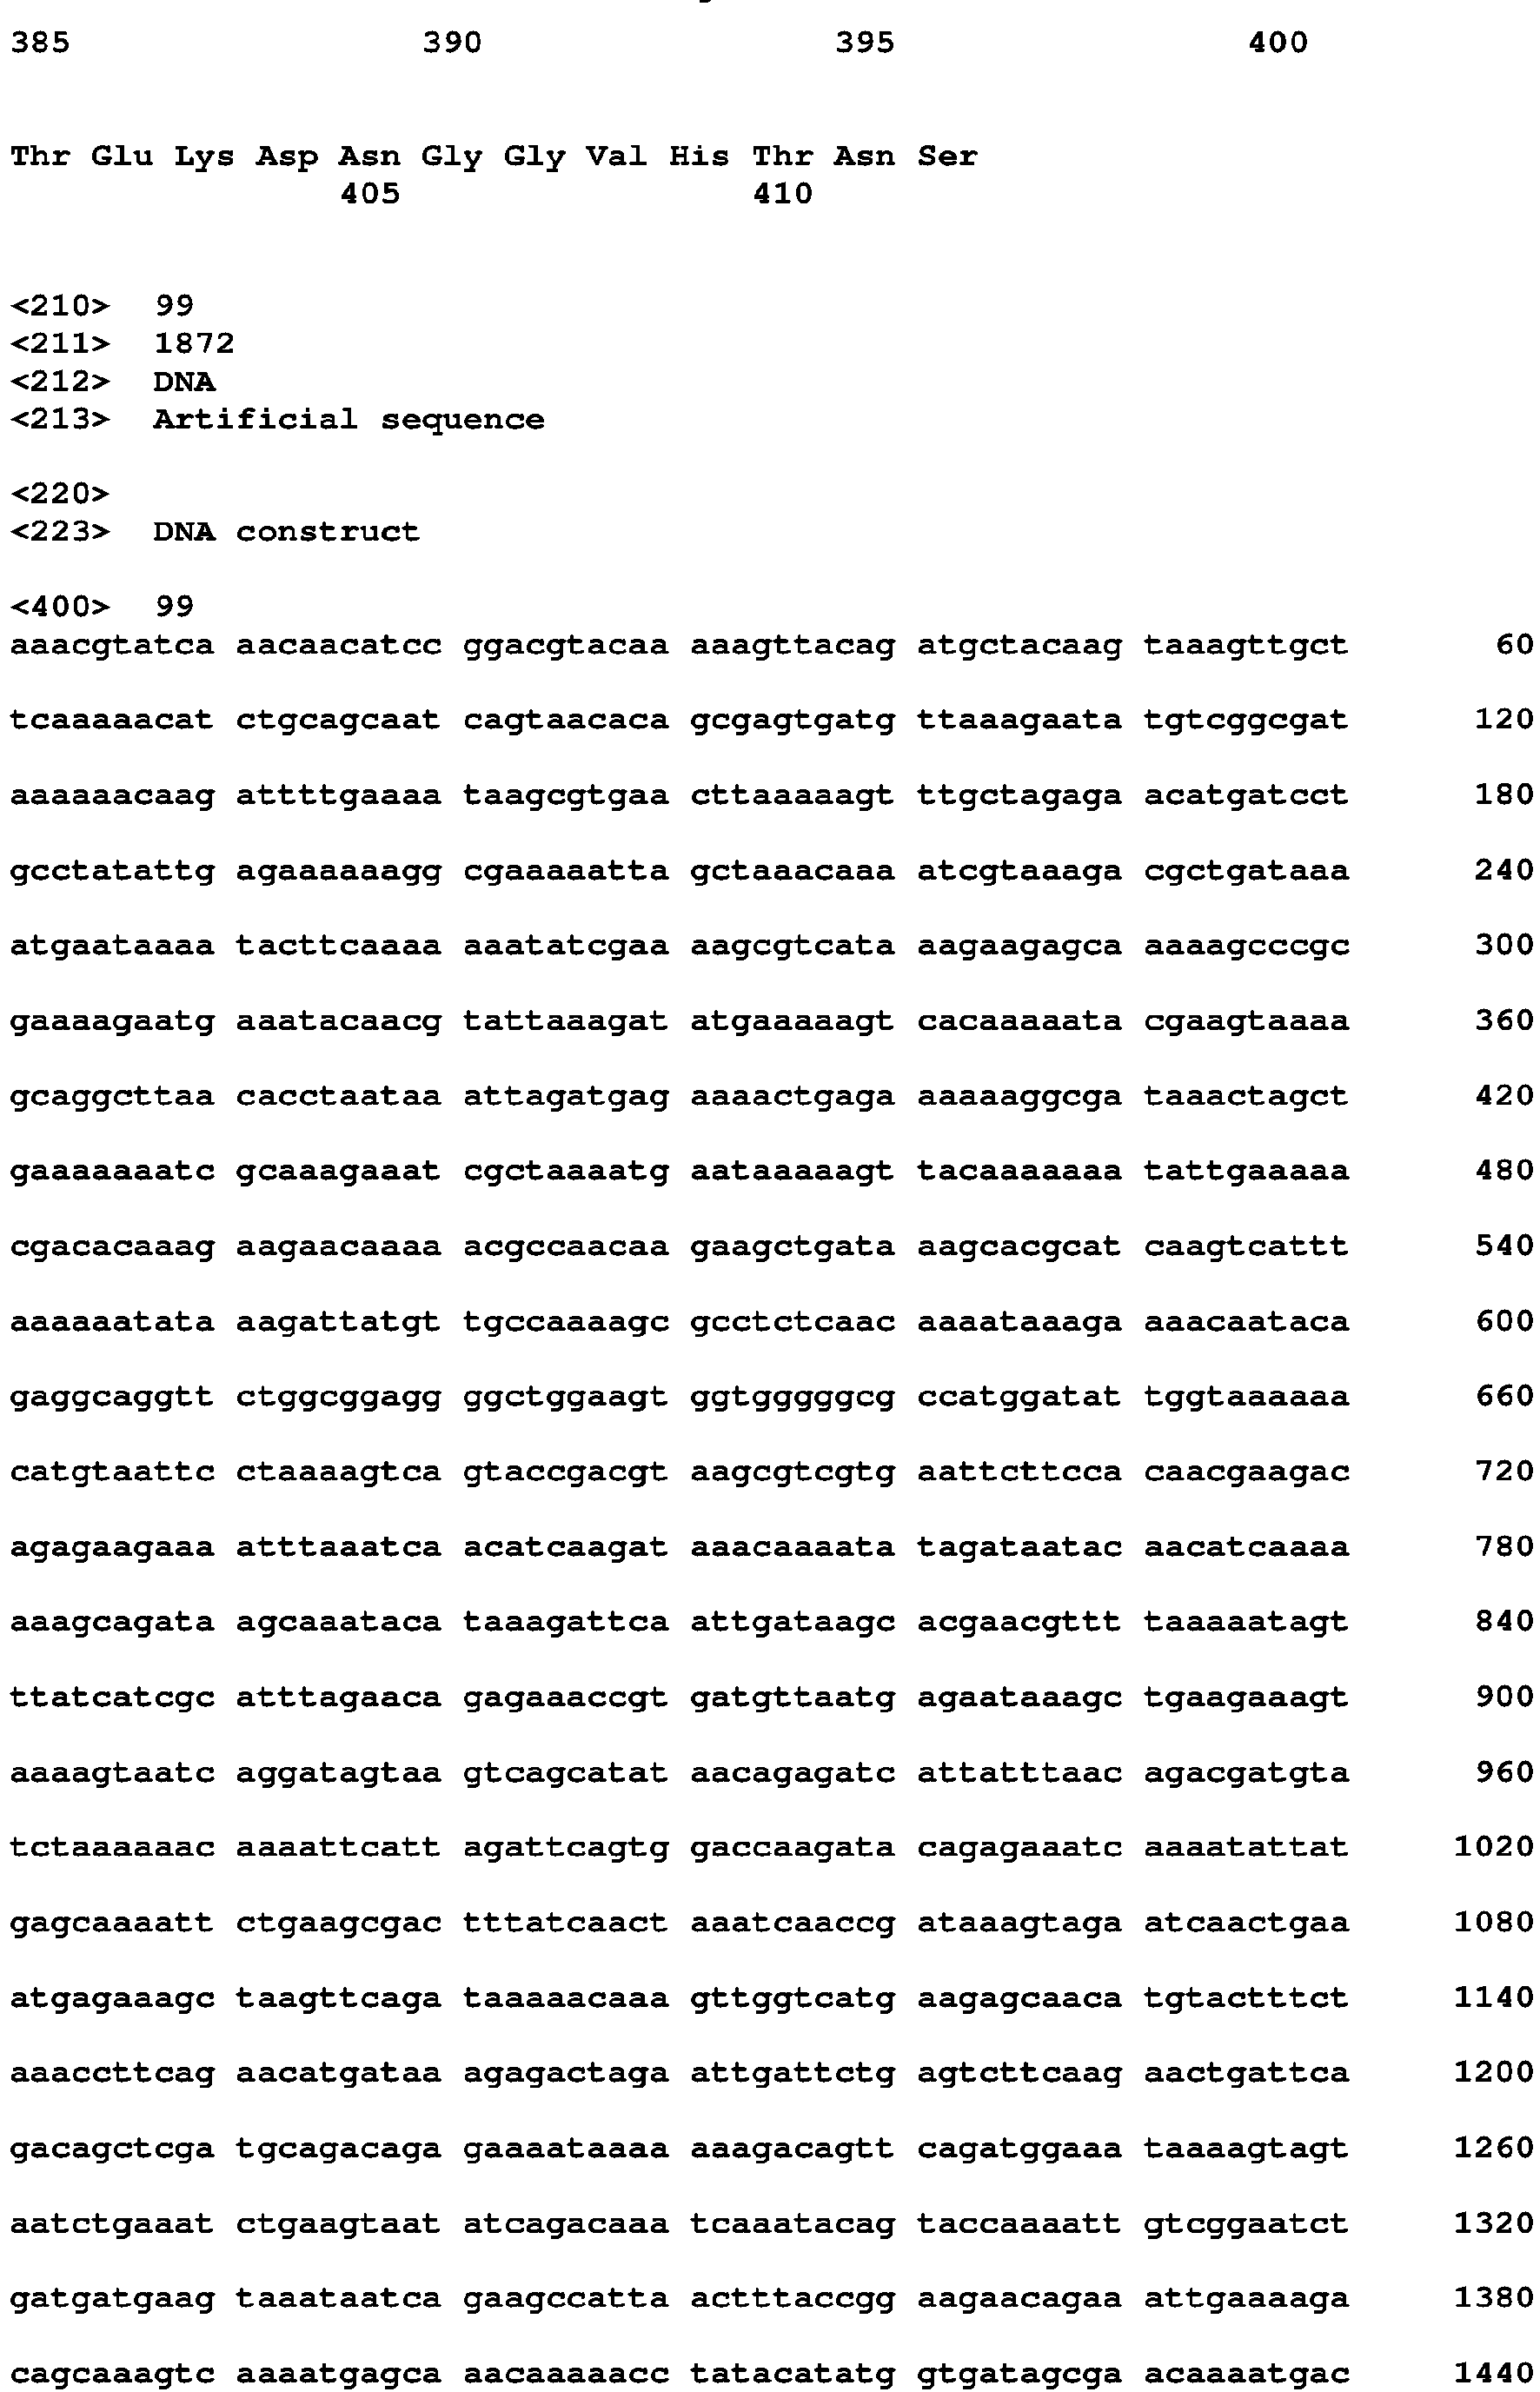 385 390 395 400
Thr Glu Lys Asp Asn Gly Gly Val His Thr Asn Ser
405 410
<210> 99
<211> 1872
<212> DNA
<213> Artificial sequence
<220>
<223> DNA construct
<400> 99
aaacgtatca aacaacatcc ggacgtacaa aaagttacag atgctacaag taaagttgct 60
tcaaaaacat ctgcagcaat cagtaacaca gcgagtgatg ttaaagaata tgtcggcgat 120
aaaaaacaag attttgaaaa taagcgtgaa cttaaaaagt ttgctagaga acatgatcct 180
gcctatattg agaaaaaagg cgaaaaatta gctaaacaaa atcgtaaaga cgctgataaa 240
atgaataaaa tacttcaaaa aaatatcgaa aagcgtcata aagaagagca aaaagcccgc 300
gaaaagaatg aaatacaacg tattaaagat atgaaaaagt cacaaaaata cgaagtaaaa 360
gcaggcttaa cacctaataa attagatgag aaaactgaga aaaaaggcga taaactagct 420
gaaaaaaatc gcaaagaaat cgctaaaatg aataaaaagt tacaaaaaaa tattgaaaaa 480
cgacacaaag aagaacaaaa acgccaacaa gaagctgata aagcacgcat caagtcattt 540
aaaaaatata aagattatgt tgccaaaagc gcctctcaac aaaataaaga aaacaataca 600
gaggcaggtt ctggcggagg ggctggaagt ggtgggggcg ccatggatat tggtaaaaaa 660
catgtaattc ctaaaagtca gtaccgacgt aagcgtcgtg aattcttcca caacgaagac 720
agagaagaaa atttaaatca acatcaagat aaacaaaata tagataatac aacatcaaaa 780
aaagcagata agcaaataca taaagattca attgataagc acgaacgttt taaaaatagt 840
ttatcatcgc atttagaaca gagaaaccgt gatgttaatg agaataaagc tgaagaaagt 900
aaaagtaatc aggatagtaa gtcagcatat aacagagatc attatttaac agacgatgta 960
tctaaaaaac aaaattcatt agattcagtg gaccaagata cagagaaatc aaaatattat 1020
gagcaaaatt ctgaagcgac tttatcaact aaatcaaccg ataaagtaga atcaactgaa 1080
atgagaaagc taagttcaga taaaaacaaa gttggtcatg aagagcaaca tgtactttct 1140
aaaccttcag aacatgataa agagactaga attgattctg agtcttcaag aactgattca 1200
gacagctcga tgcagacaga gaaaataaaa aaagacagtt cagatggaaa taaaagtagt 1260
aatctgaaat ctgaagtaat atcagacaaa tcaaatacag taccaaaatt gtcggaatct 1320
gatgatgaag taaataatca gaagccatta actttaccgg aagaacagaa attgaaaaga 1380
cagcaaagtc aaaatgagca aacaaaaacc tatacatatg gtgatagcga acaaaatgac 1440